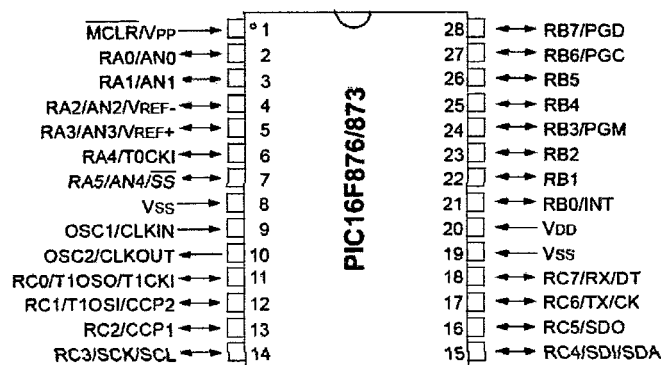 MCLR/VPP 1
RA0/AN0 2
RA1/AN1 3
RA2/AN2/VREF- 4
RA3/AN3/VREF+ 5
RA4/T0CKI 6
RA5/AN4/SS 7
VSS 8
OSC1/CLKIN 9
OSC2/CLKOUT 10
RC0/T1OSO/T1CKI 11
RC1/T1OSI/CCP2 12
RC2/CCP1 13
RC3/SCK/SCL 14
PIC16F876/873
28 RB7/PGD
27 RB6/PGC
26 RB5
25 RB4
24 RB3/PGM
23 RB2
22 RB1
21 RB0/INT
20 VDD
19 VSS
18 RC7/RX/DT
17 RC6/TX/CK
16 RC5/SDO
15 RC4/SDI/SDA